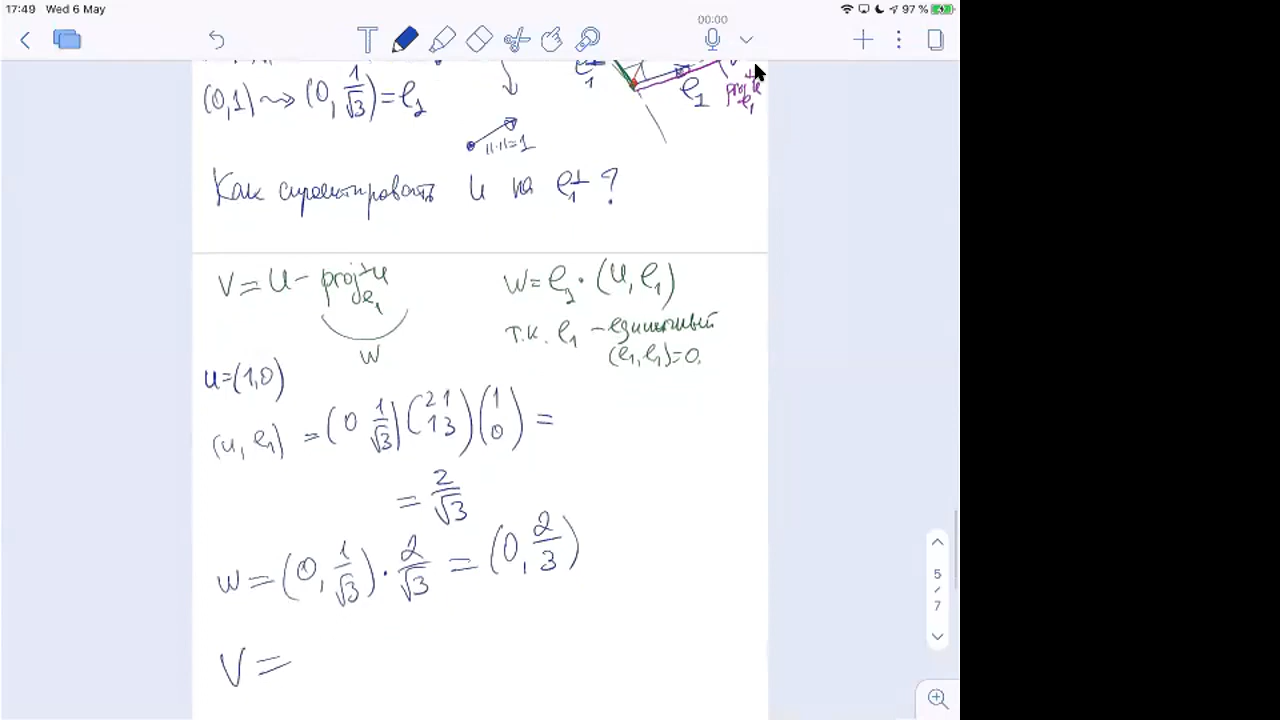 17:49 Wed 6 May
97 %
00:00
T
(0,1) ⇝ (0, 1/√3) = e₁
||·||=1
e₁
Как спроектировать u на e₁⊥ ?
v = u − proj⊥u e₁
w
w = e₁ · (u, e₁)
т.к. e₁ – единичный
(e₁, e₁)=0.
u=(1,0)
(u, e₁) = (0 1/√3) (2 1 1 3) (1 0) =
= 2/√3
w = (0, 1/√3) · 2/√3 = (0, 2/3)
v =
5
/
7